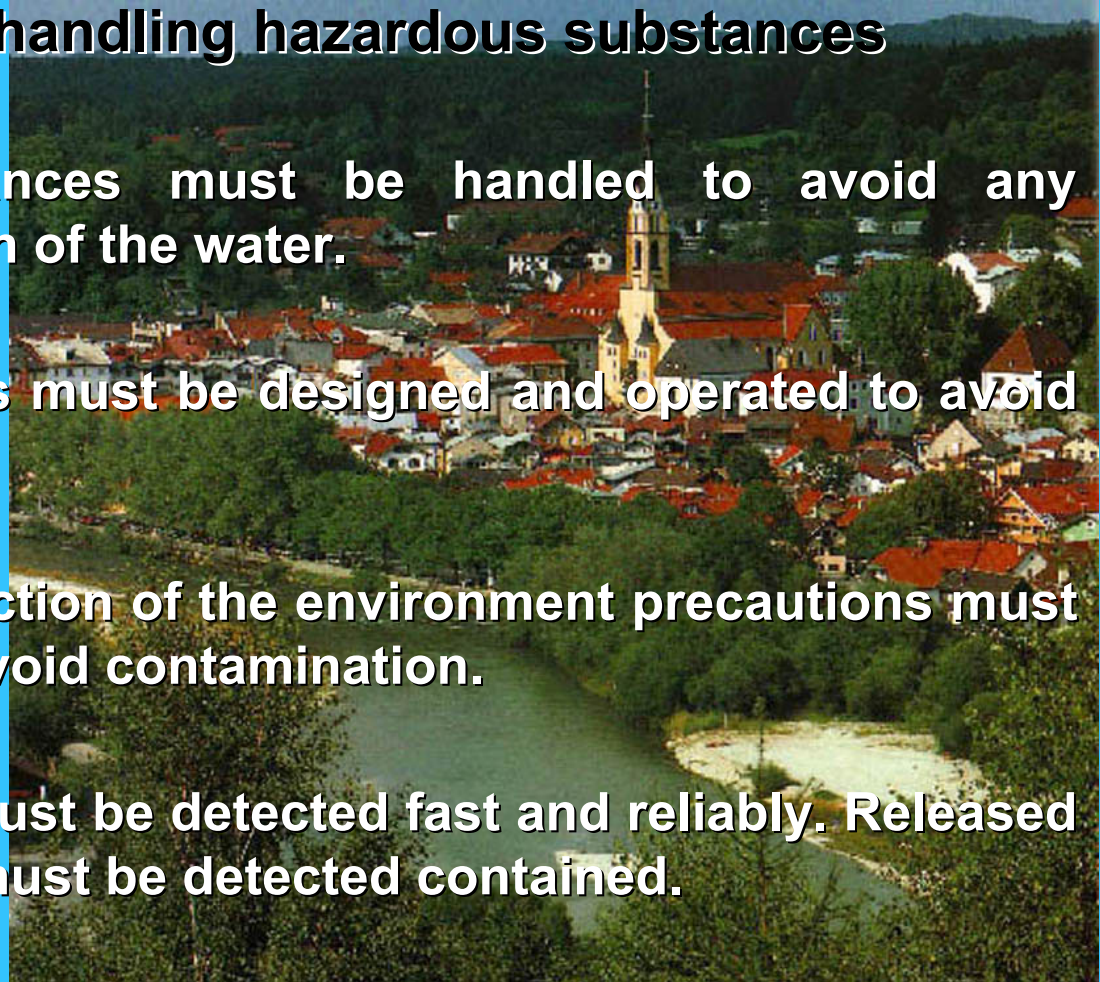 handling hazardous substances
nces must be handled to avoid any
n of the water.
s must be designed and operated to avoid
ction of the environment precautions must
void contamination.
ust be detected fast and reliably. Released
ust be detected contained.